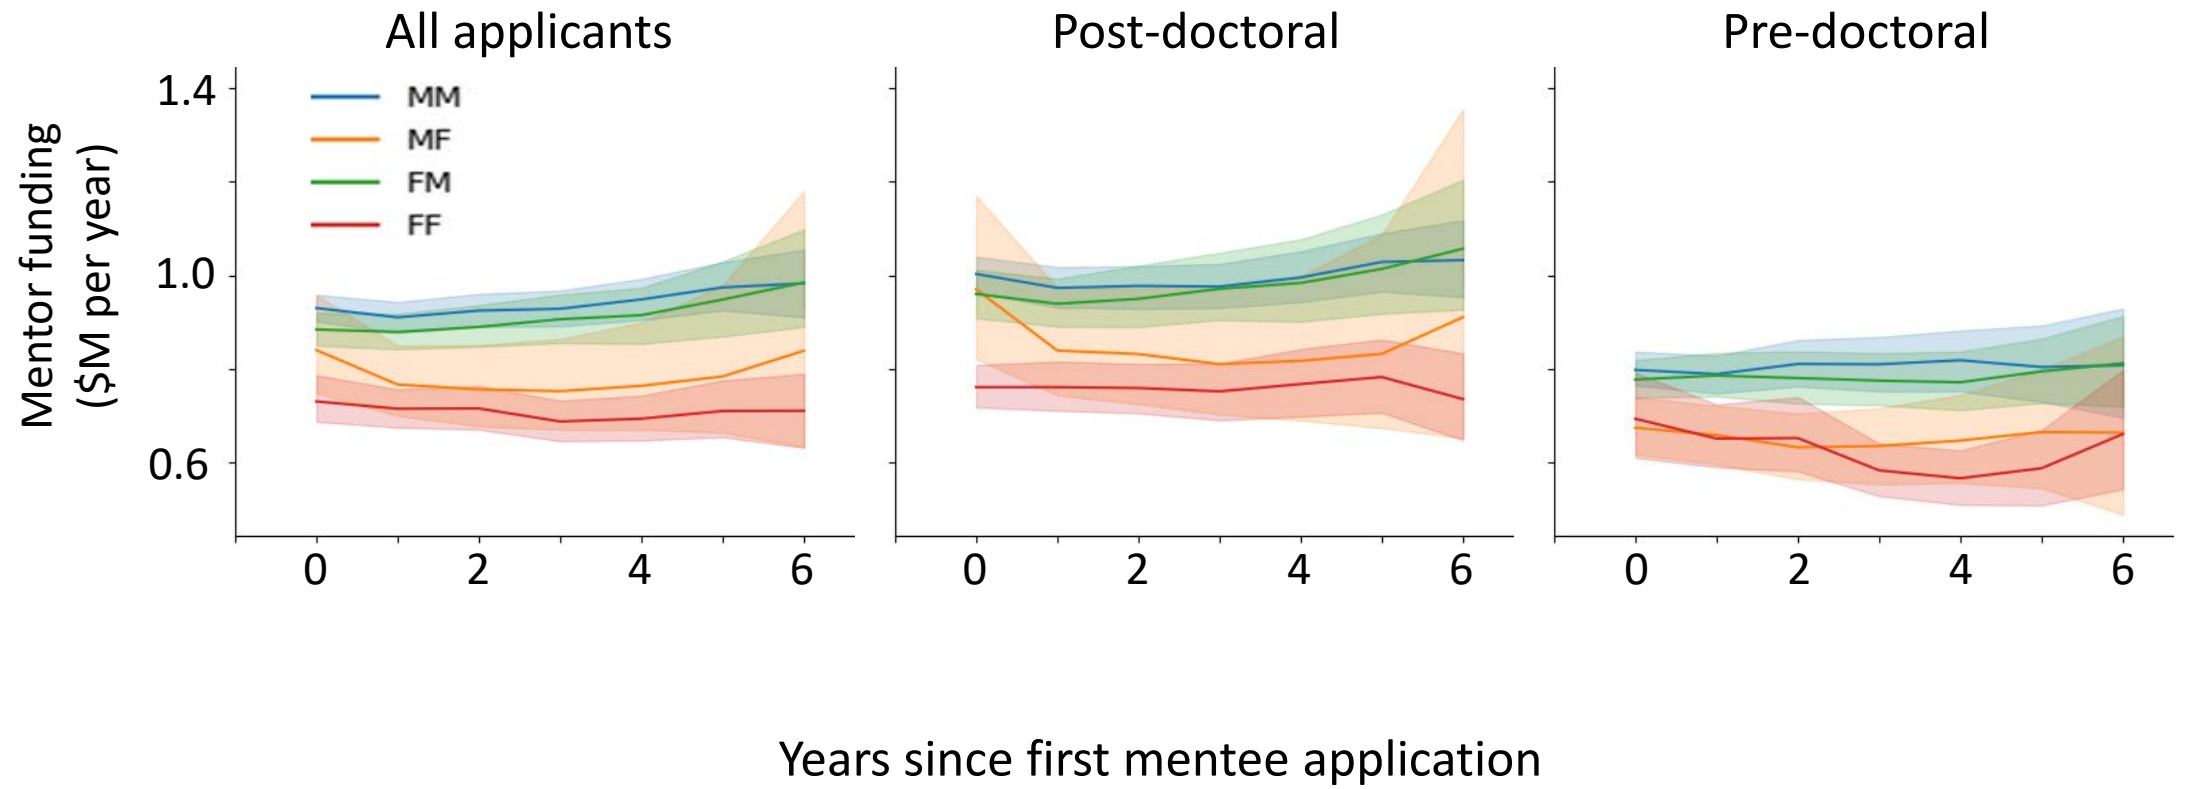 All applicants
Post-doctoral
Pre-doctoral
Mentor funding
($M per year)
1.4
1.0
0.6
MM
MF
FM
FF
0 2 4 6
0 2 4 6
0 2 4 6
Years since first mentee application